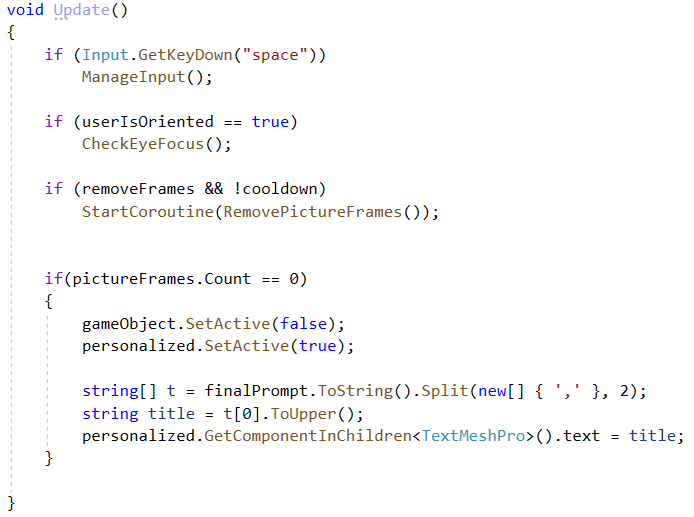 void Update()
{
if (Input.GetKeyDown("space"))
ManageInput();
if (userIsOriented == true)
CheckEyeFocus();
if (removeFrames && !cooldown)
StartCoroutine(RemovePictureFrames());
if(pictureFrames.Count == 0)
{
gameObject.SetActive(false);
personalized.SetActive(true);
string[] t = finalPrompt.ToString().Split(new[] { ',' }, 2);
string title = t[0].ToUpper();
personalized.GetComponentInChildren<TextMeshPro>().text = title;
}
}